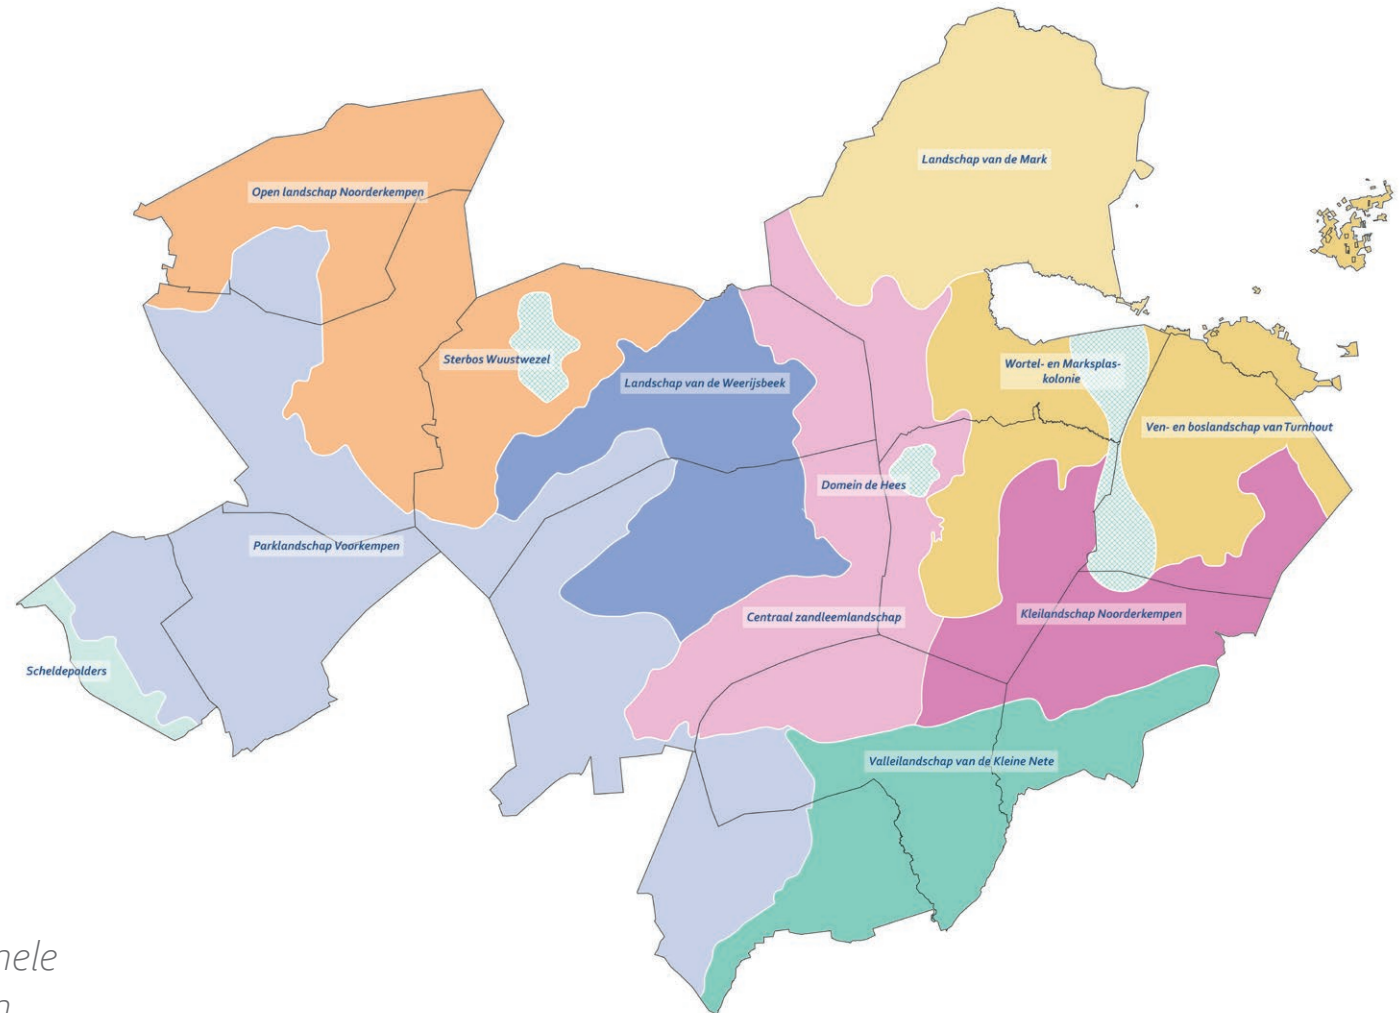 Landschap van de Mark
Open landschap Noorderkempen
Sterbos Wuustwezel
Landschap van de Weerijsbeek
Wortel- en Marksplas-
kolonie
Ven- en boslandschap van Turnhout
Domein de Hees
Parklandschap Voorkempen
Centraal zandleemlandschap
Kleilandschap Noorderkempen
Scheldepolders
Valleilandschap van de Kleine Nete